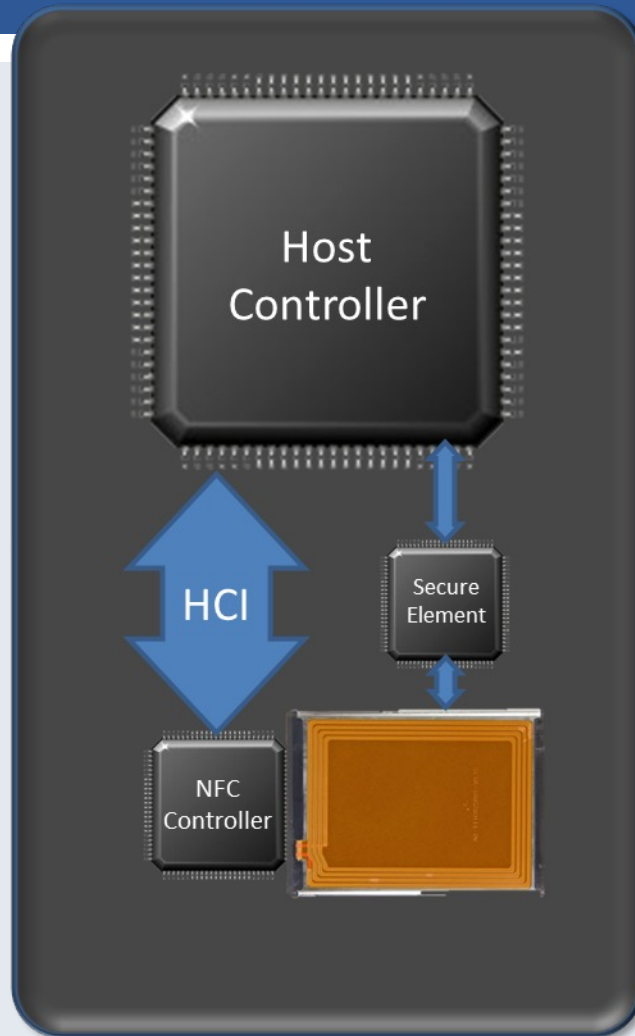 Host
Controller
HCI
Secure
Element
NFC
Controller